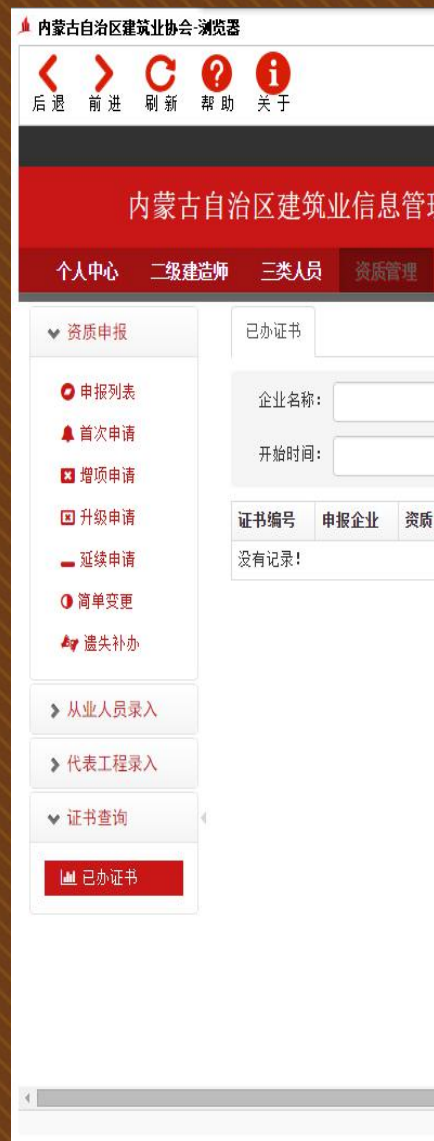 内蒙古自治区建筑业协会-浏览器
后退 前进 刷新 帮助 关于
内蒙古自治区建筑业信息管
个人中心 二级建造师 三类人员 资质管理
资质申报 已办证书
申报列表 企业名称:
首次申请
开始时间:
增项申请
升级申请 证书编号 申报企业 资质
延续申请 没有记录!
简单变更
遗失补办
从业人员录入
代表工程录入
证书查询
已办证书